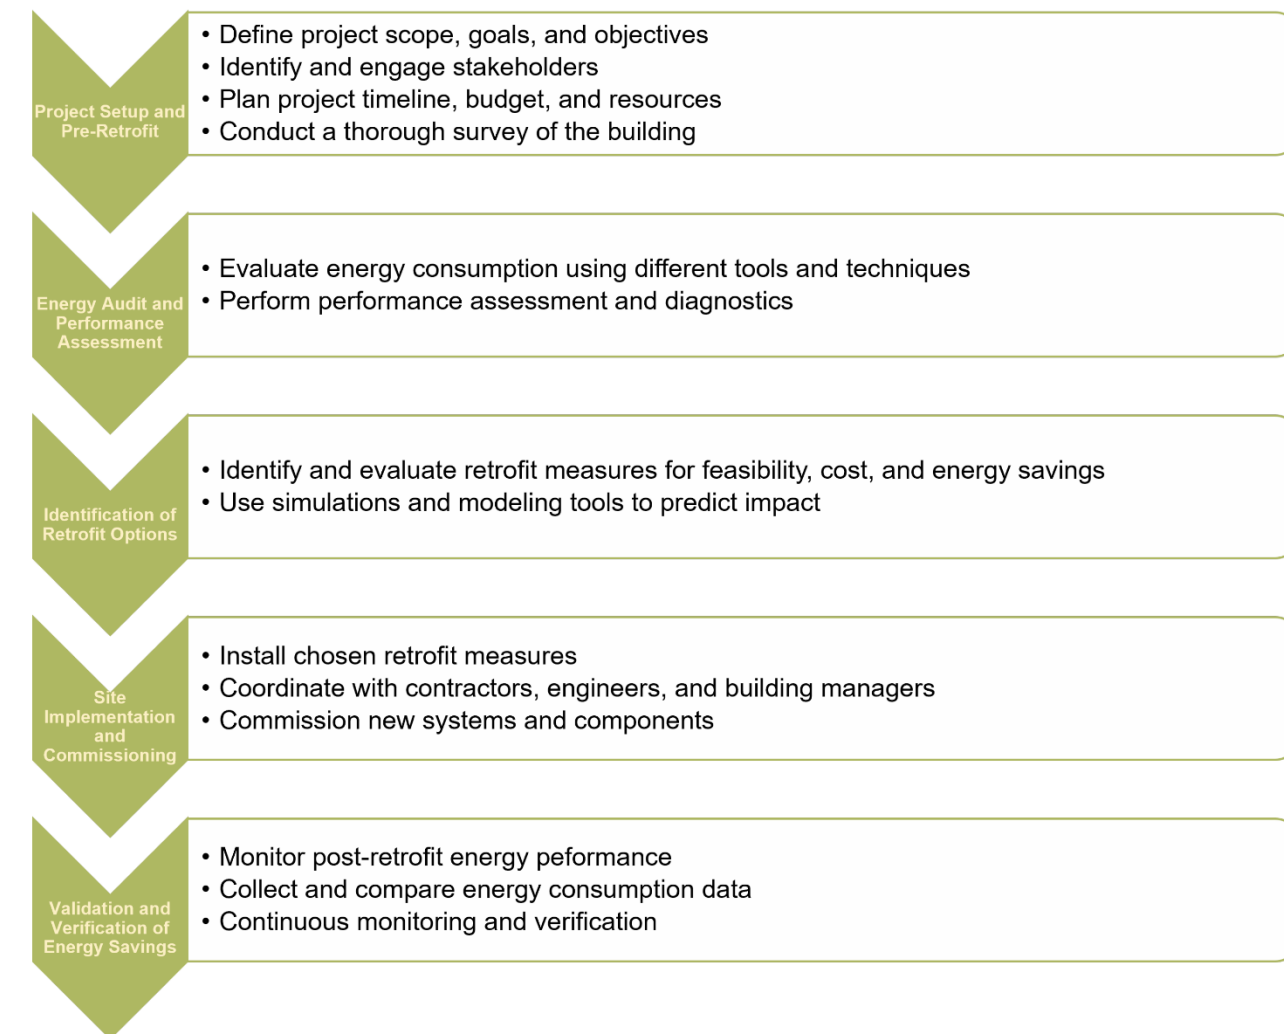 Project Setup and
Pre-Retrofit
• Define project scope, goals, and objectives
• Identify and engage stakeholders
• Plan project timeline, budget, and resources
• Conduct a thorough survey of the building
Energy Audit and
Performance
Assessment
• Evaluate energy consumption using different tools and techniques
• Perform performance assessment and diagnostics
Identification of
Retrofit Options
• Identify and evaluate retrofit measures for feasibility, cost, and energy savings
• Use simulations and modeling tools to predict impact
Site
Implementation
and
Commissioning
• Install chosen retrofit measures
• Coordinate with contractors, engineers, and building managers
• Commission new systems and components
Validation and
Verification of
Energy Savings
• Monitor post-retrofit energy peformance
• Collect and compare energy consumption data
• Continuous monitoring and verification